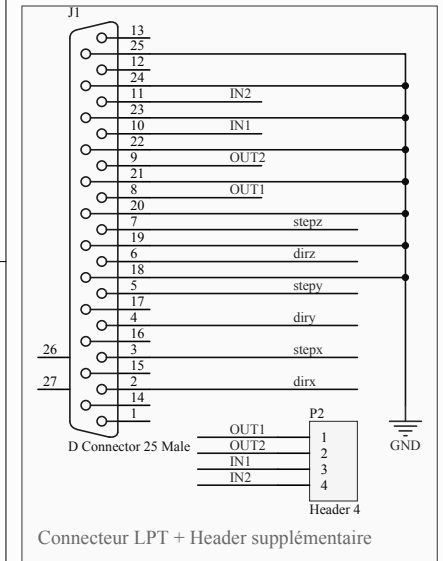 J1
13
25
12
24
11 IN2
23
10 IN1
22
9 OUT2
21
8 OUT1
20
7 stepz
19
6 dirz
18
5 stepy
17
4 diry
16
26 3 stepx
15
27 2 dirx
14
1
D Connector 25 Male
GND
P2
OUT1 1
OUT2 2
IN1 3
IN2 4
Header 4
Connecteur LPT + Header supplémentaire